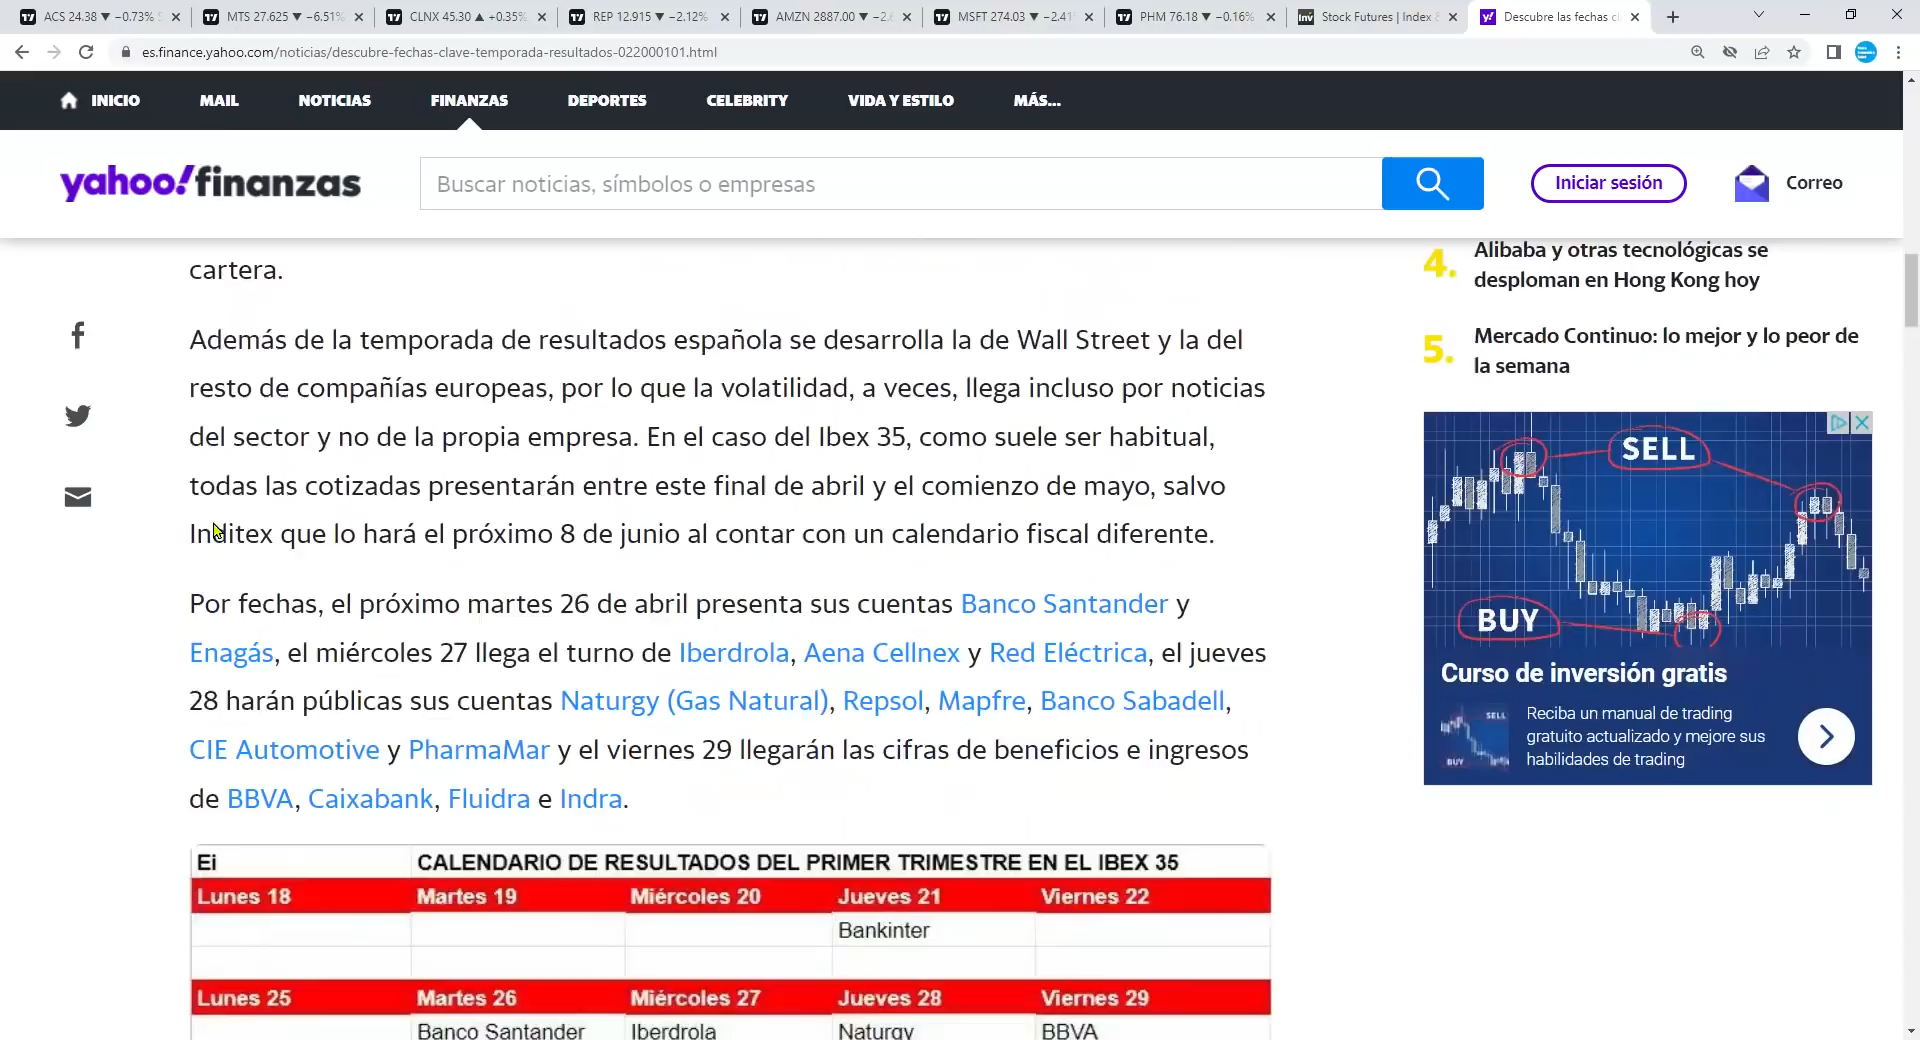 ACS 24.38 ▼ −0.73% S
MTS 27.625 ▼ −6.51%
CLNX 45.30 ▲ +0.35%
REP 12.915 ▼ −2.12%
AMZN 2887.00 ▼ −2.6
MSFT 274.03 ▼ −2.41
PHM 76.18 ▼ −0.16%
Inv Stock Futures | Index
y! Descubre las fechas cl
es.finance.yahoo.com/noticias/descubre-fechas-clave-temporada-resultados-022000101.html
INICIO MAIL NOTICIAS FINANZAS DEPORTES CELEBRITY VIDA Y ESTILO MÁS...
yahoo!finanzas
Buscar noticias, símbolos o empresas
Iniciar sesión
Correo
cartera.
Además de la temporada de resultados española se desarrolla la de Wall Street y la del
resto de compañías europeas, por lo que la volatilidad, a veces, llega incluso por noticias
del sector y no de la propia empresa. En el caso del Ibex 35, como suele ser habitual,
todas las cotizadas presentarán entre este final de abril y el comienzo de mayo, salvo
Inditex que lo hará el próximo 8 de junio al contar con un calendario fiscal diferente.
Por fechas, el próximo martes 26 de abril presenta sus cuentas Banco Santander y
Enagás, el miércoles 27 llega el turno de Iberdrola, Aena Cellnex y Red Eléctrica, el jueves
28 harán públicas sus cuentas Naturgy (Gas Natural), Repsol, Mapfre, Banco Sabadell,
CIE Automotive y PharmaMar y el viernes 29 llegarán las cifras de beneficios e ingresos
de BBVA, Caixabank, Fluidra e Indra.
Ei CALENDARIO DE RESULTADOS DEL PRIMER TRIMESTRE EN EL IBEX 35
Lunes 18 Martes 19 Miércoles 20 Jueves 21 Viernes 22
Bankinter
Lunes 25 Martes 26 Miércoles 27 Jueves 28 Viernes 29
Banco Santander Iberdrola Naturgy BBVA
4. Alibaba y otras tecnológicas se
desploman en Hong Kong hoy
5. Mercado Continuo: lo mejor y lo peor de
la semana
SELL
BUY
Curso de inversión gratis
SELL
BUY
Reciba un manual de trading
gratuito actualizado y mejore sus
habilidades de trading